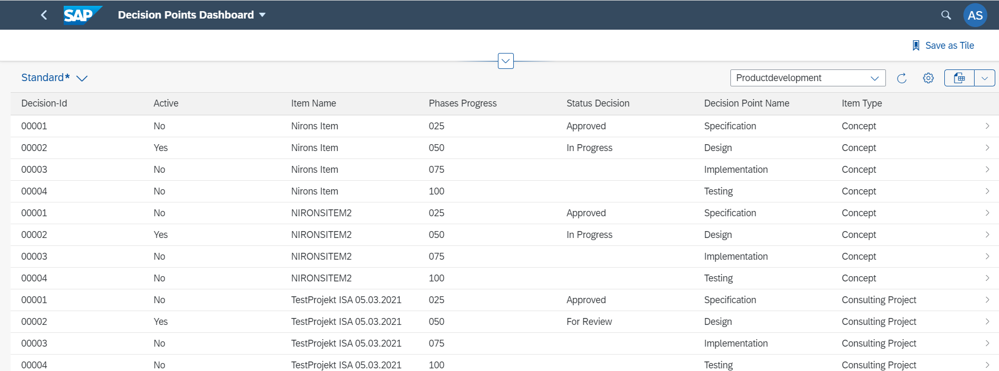 SAP Decision Points Dashboard AS
Save as Tile
Standard* Productdevelopment
Decision-Id Active Item Name Phases Progress Status Decision Decision Point Name Item Type
00001 No Nirons Item 025 Approved Specification Concept
00002 Yes Nirons Item 050 In Progress Design Concept
00003 No Nirons Item 075 Implementation Concept
00004 No Nirons Item 100 Testing Concept
00001 No NIRONSITEM2 025 Approved Specification Concept
00002 Yes NIRONSITEM2 050 In Progress Design Concept
00003 No NIRONSITEM2 075 Implementation Concept
00004 No NIRONSITEM2 100 Testing Concept
00001 No TestProjekt ISA 05.03.2021 025 Approved Specification Consulting Project
00002 Yes TestProjekt ISA 05.03.2021 050 For Review Design Consulting Project
00003 No TestProjekt ISA 05.03.2021 075 Implementation Consulting Project
00004 No TestProjekt ISA 05.03.2021 100 Testing Consulting Project